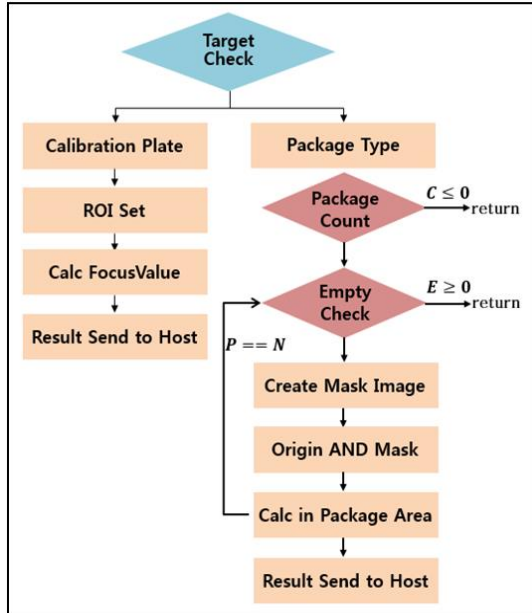 Target
Check
Calibration Plate
ROI Set
Calc FocusValue
Result Send to Host
Package Type
Package
Count
C ≤ 0
return
Empty
Check
E ≥ 0
return
P == N
Create Mask Image
Origin AND Mask
Calc in Package Area
Result Send to Host